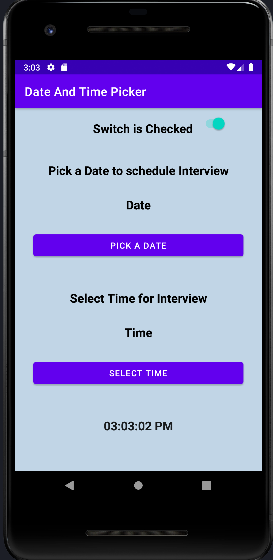 3:03
Date And Time Picker
Switch is Checked
Pick a Date to schedule Interview
Date
PICK A DATE
Select Time for Interview
Time
SELECT TIME
03:03:02 PM